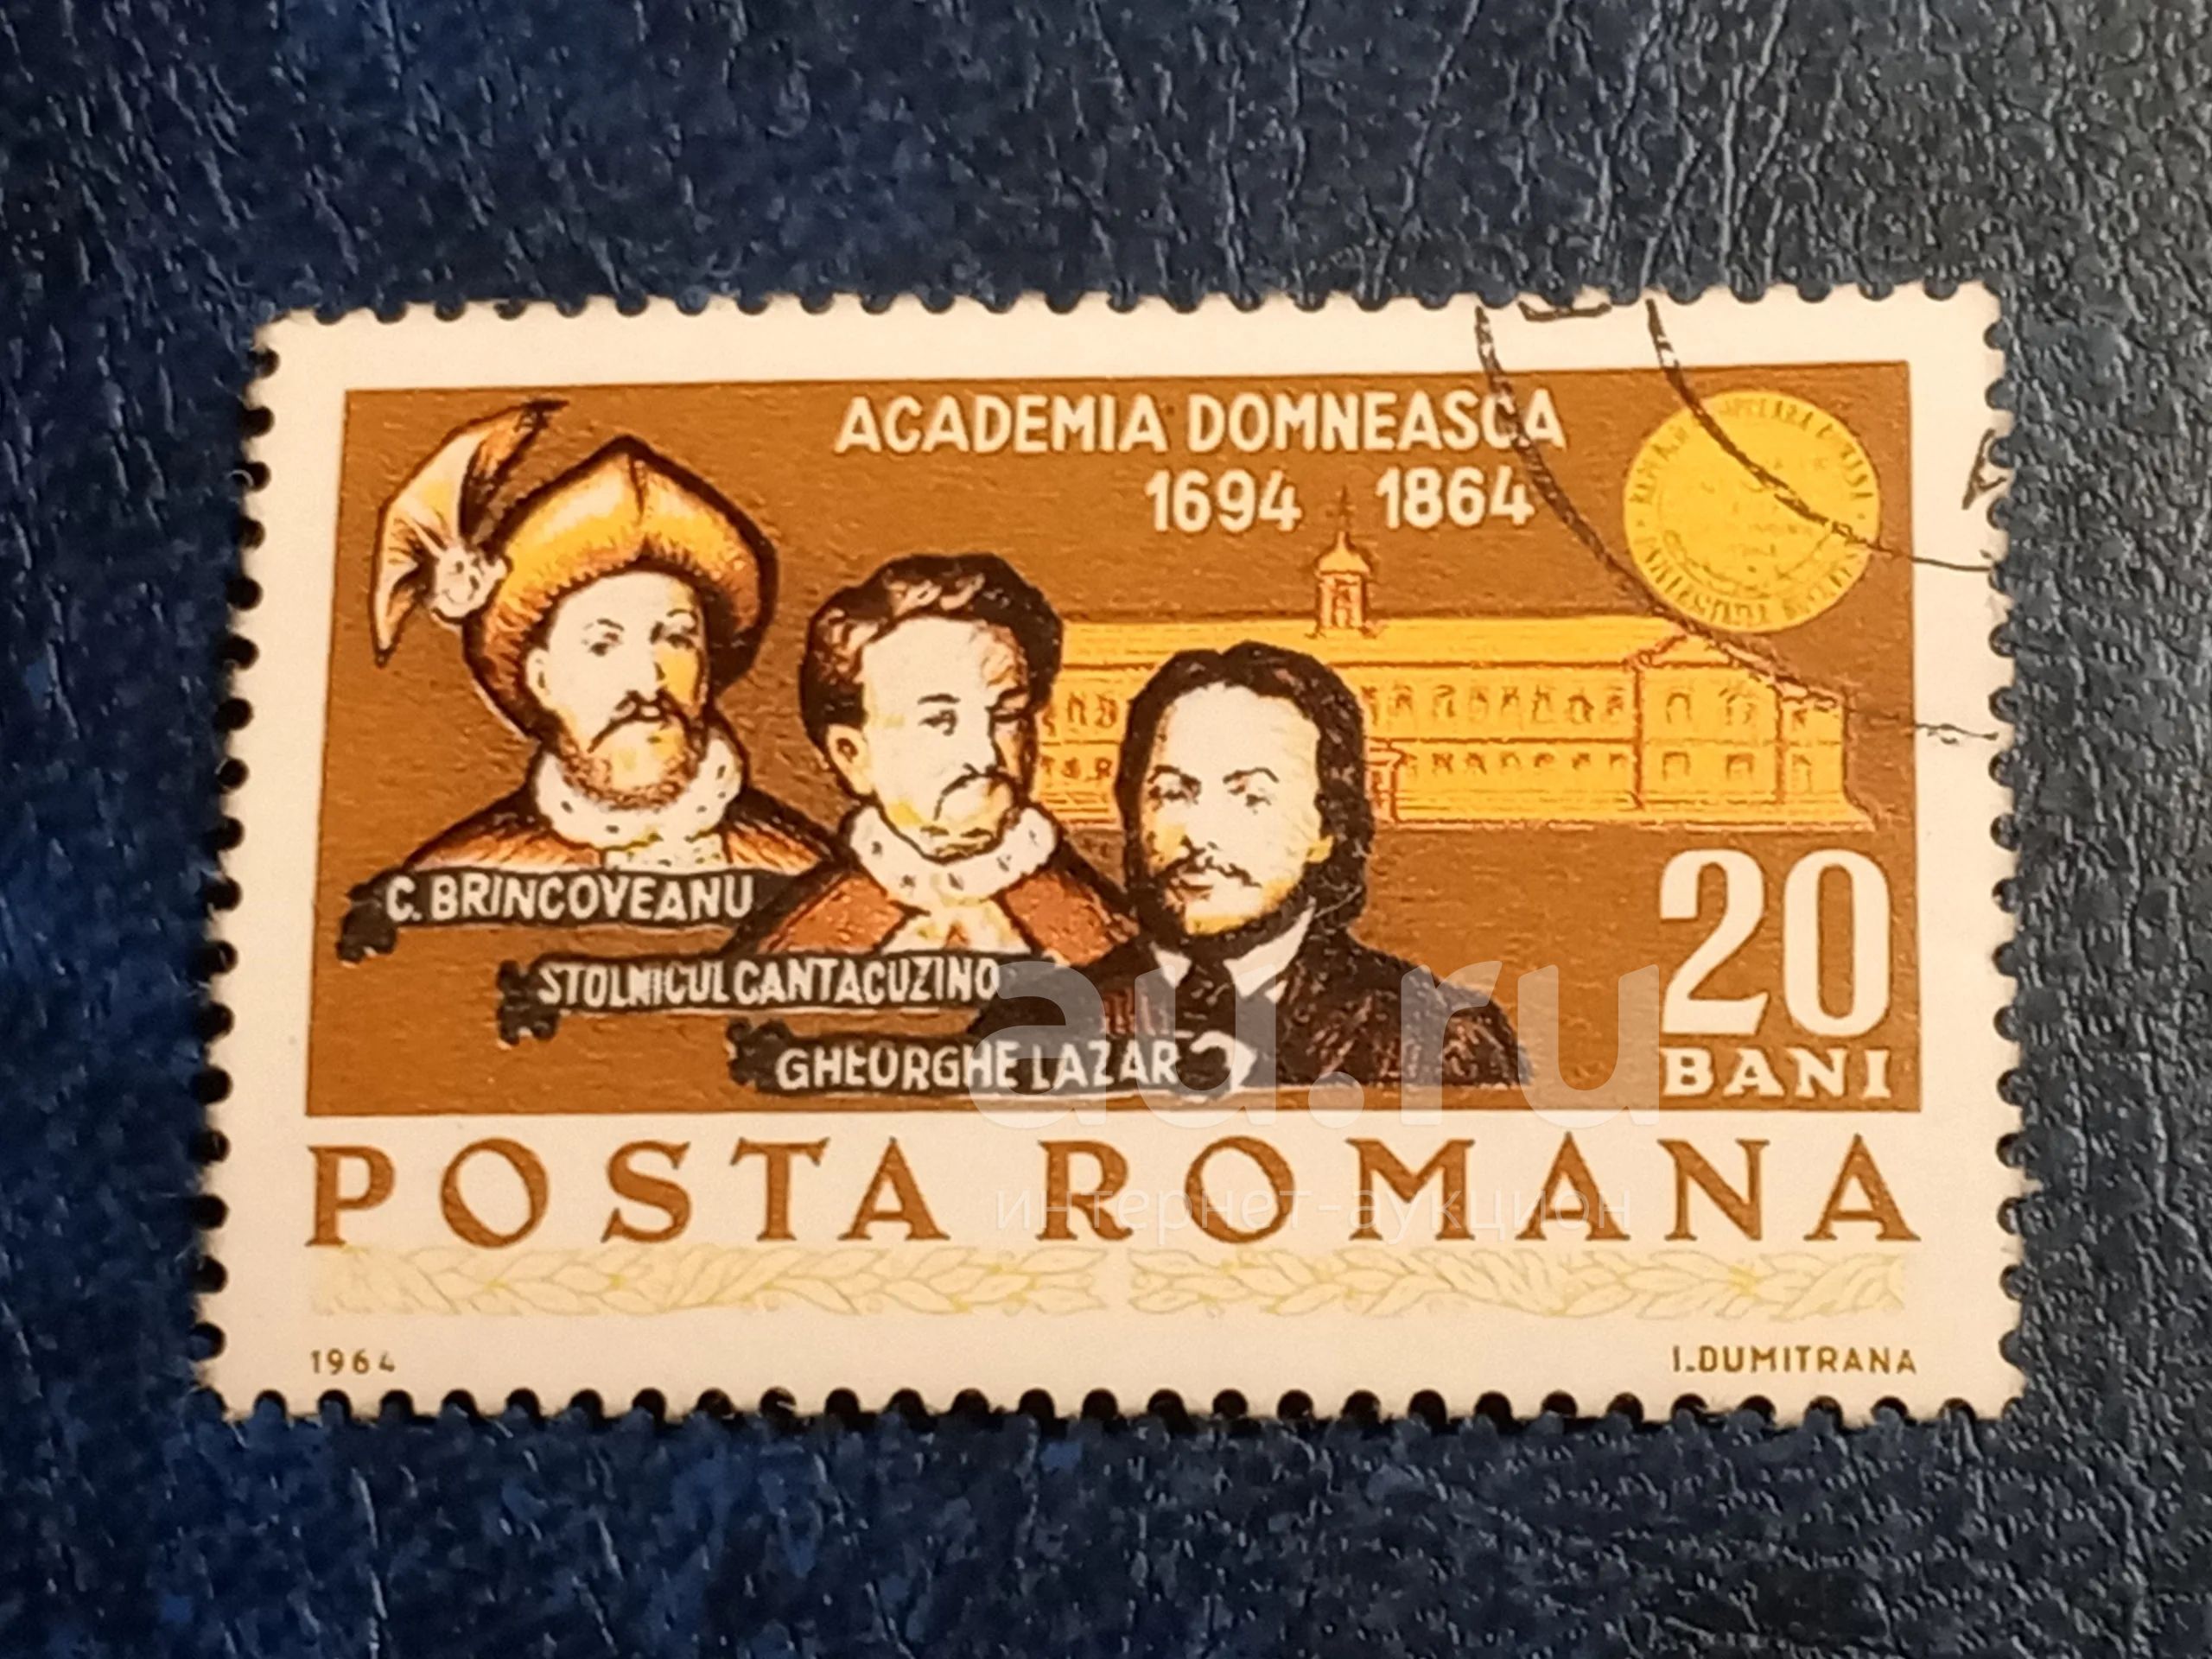 ACADEMIA DOMNEASCA
1694 1864
C. BRINCOVEANU
STOLNICUL CANTACUZINO
GHEORGHE LAZAR
20
BANI
POSTA ROMANA
1964
I.DUMITRANA
au.ru
интернет-аукцион